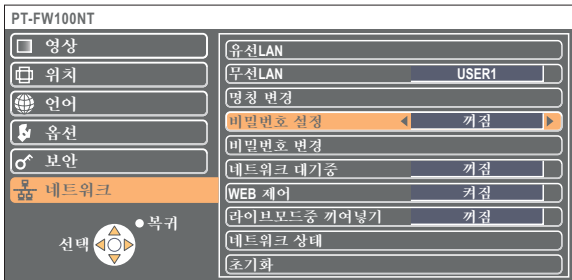 PT-FW100NT
영상
위치
언어
옵션
보안
네트워크
복귀
선택
유선LAN
무선LAN USER1
명칭 변경
비밀번호 설정 꺼짐
비밀번호 변경
네트워크 대기중 꺼짐
WEB 제어 켜짐
라이브모드중 끼여넣기 꺼짐
네트워크 상태
초기화